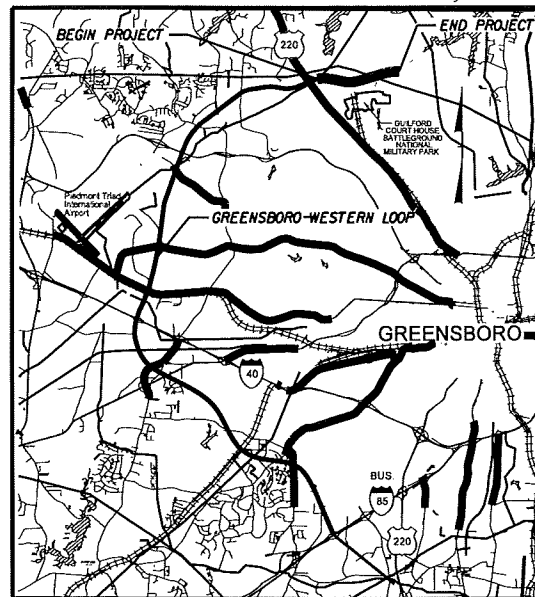 BEGIN PROJECT
END PROJECT
220
GUILFORD
COURT HOUSE
BATTLEGROUND
NATIONAL
MILITARY PARK
Piedmont Triad
International
Airport
GREENSBORO-WESTERN LOOP
GREENSBORO
40
BUS.
85
220